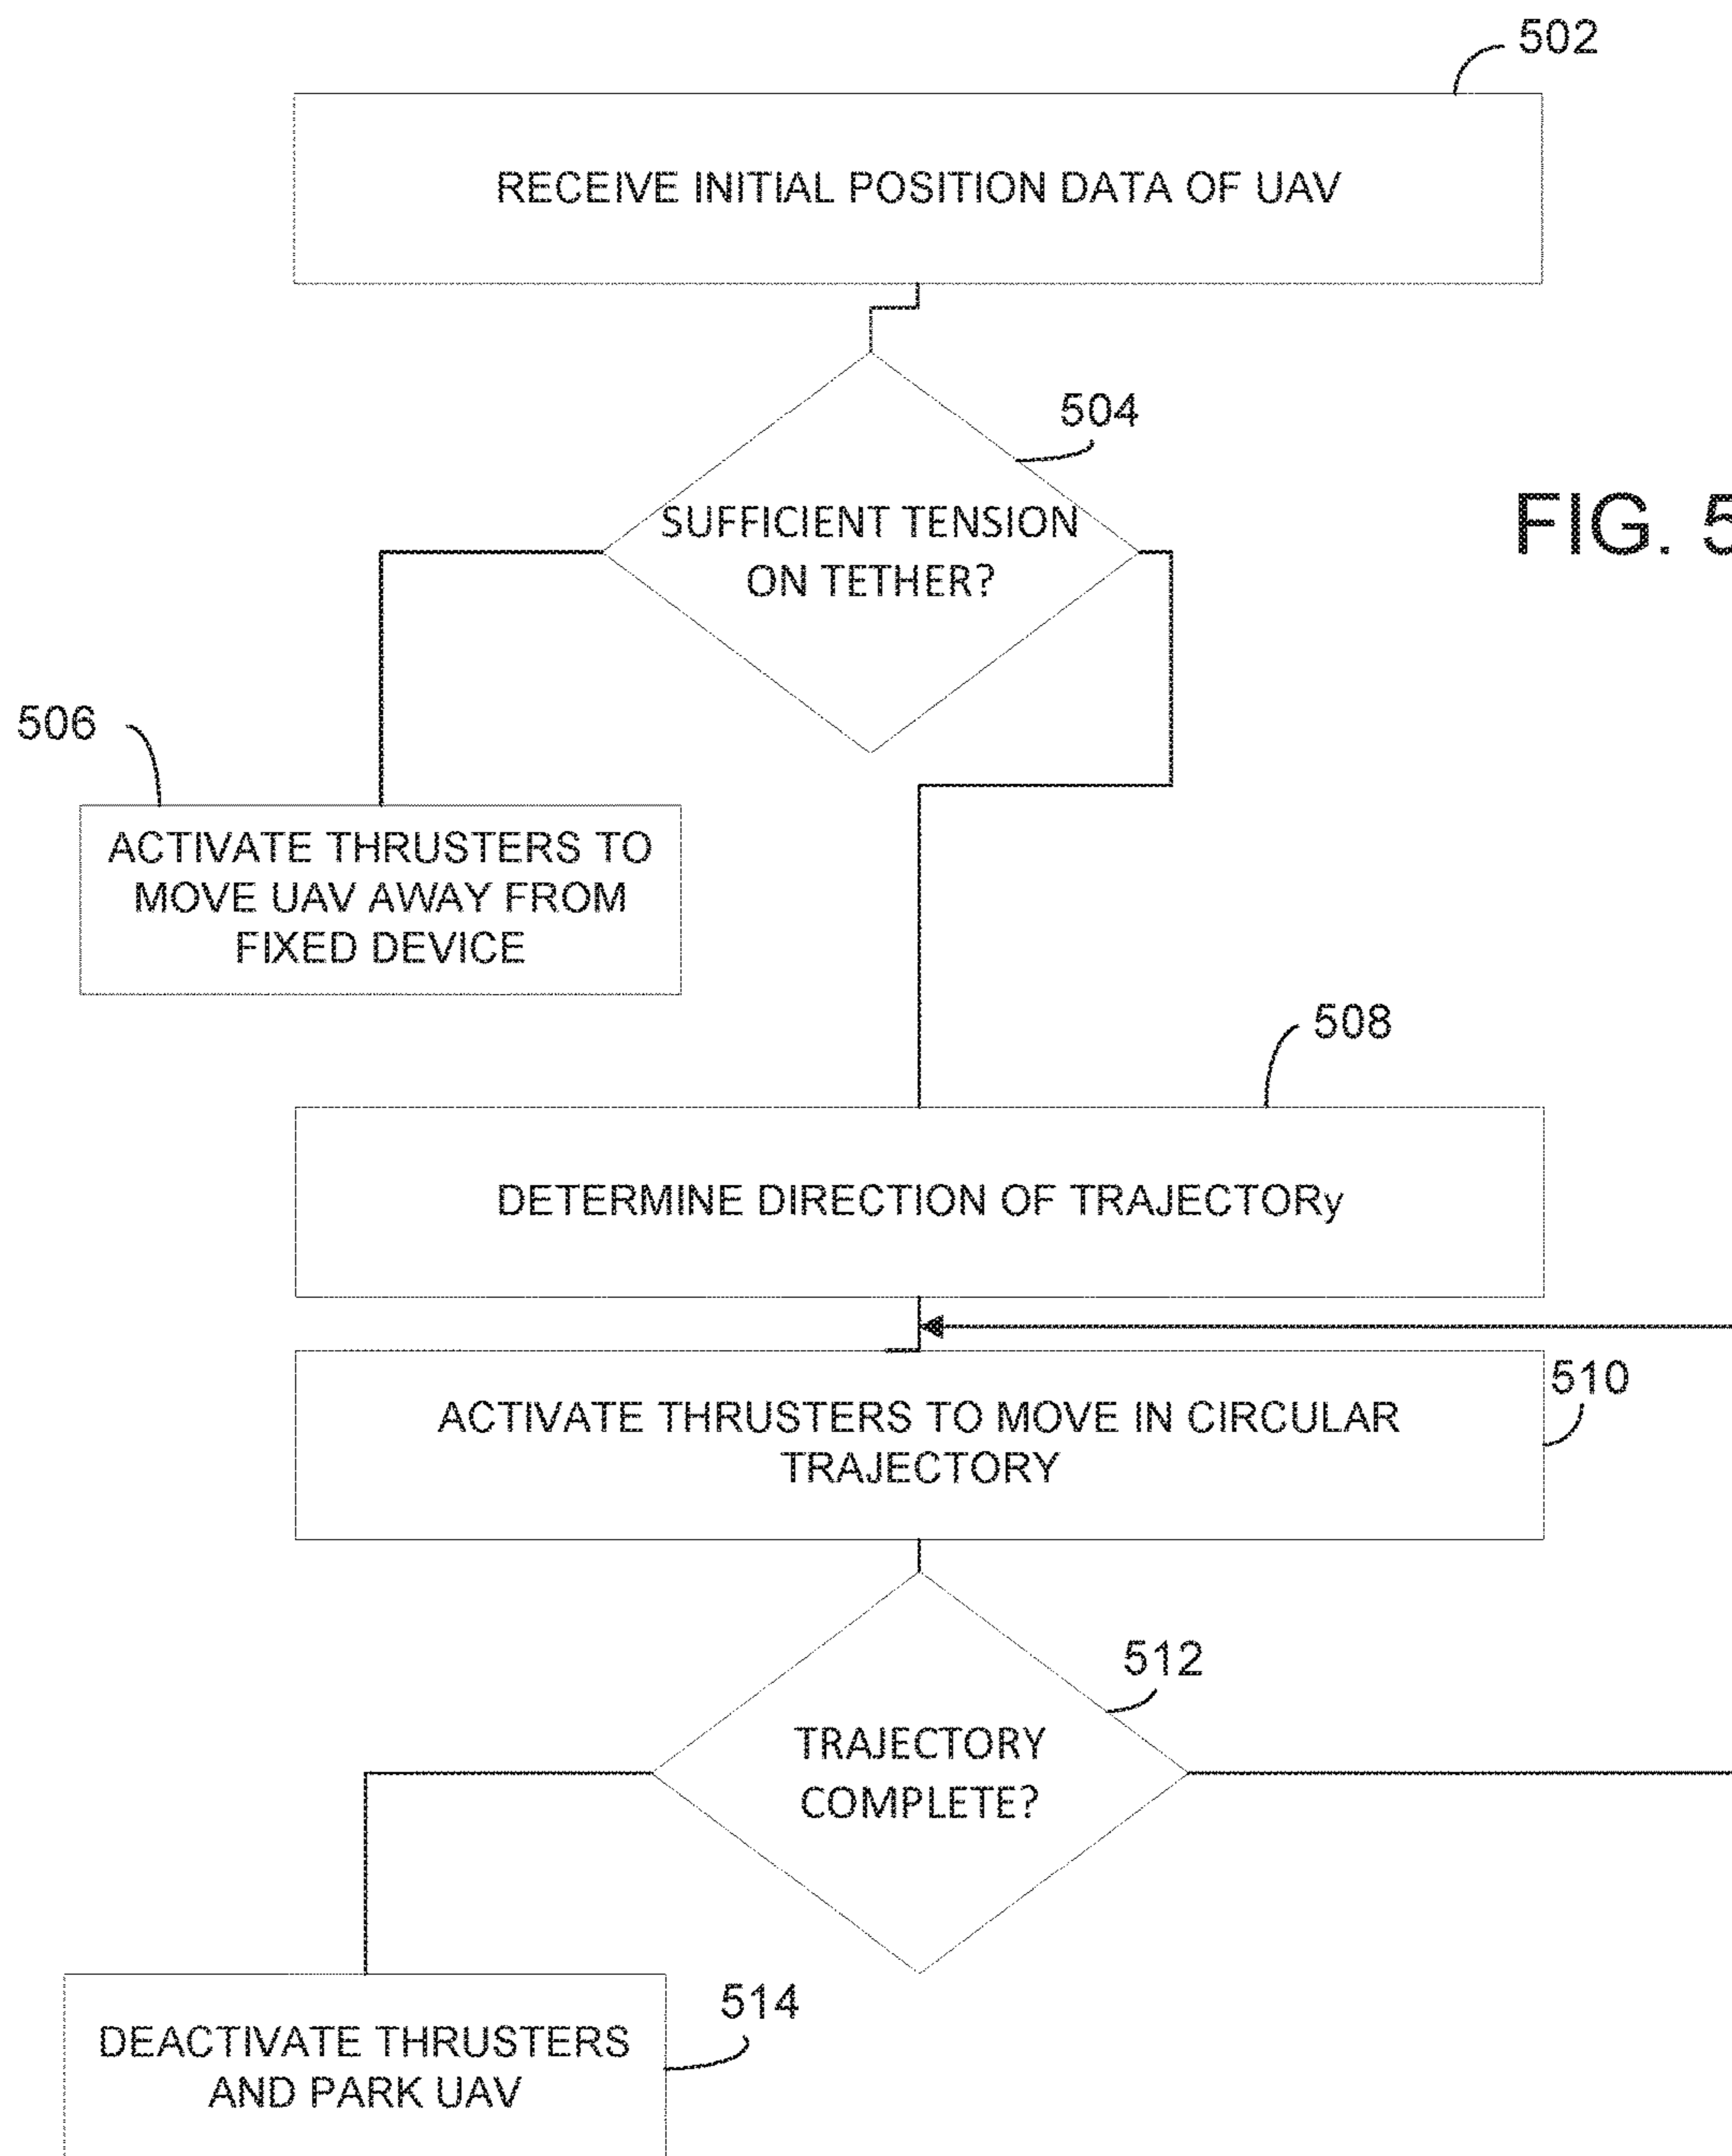 502
RECEIVE INITIAL POSITION DATA OF UAV
504
SUFFICIENT TENSION
ON TETHER?
FIG. 5
506
ACTIVATE THRUSTERS TO
MOVE UAV AWAY FROM
FIXED DEVICE
508
DETERMINE DIRECTION OF TRAJECTORy
510
ACTIVATE THRUSTERS TO MOVE IN CIRCULAR
TRAJECTORY
512
TRAJECTORY
COMPLETE?
514
DEACTIVATE THRUSTERS
AND PARK UAV